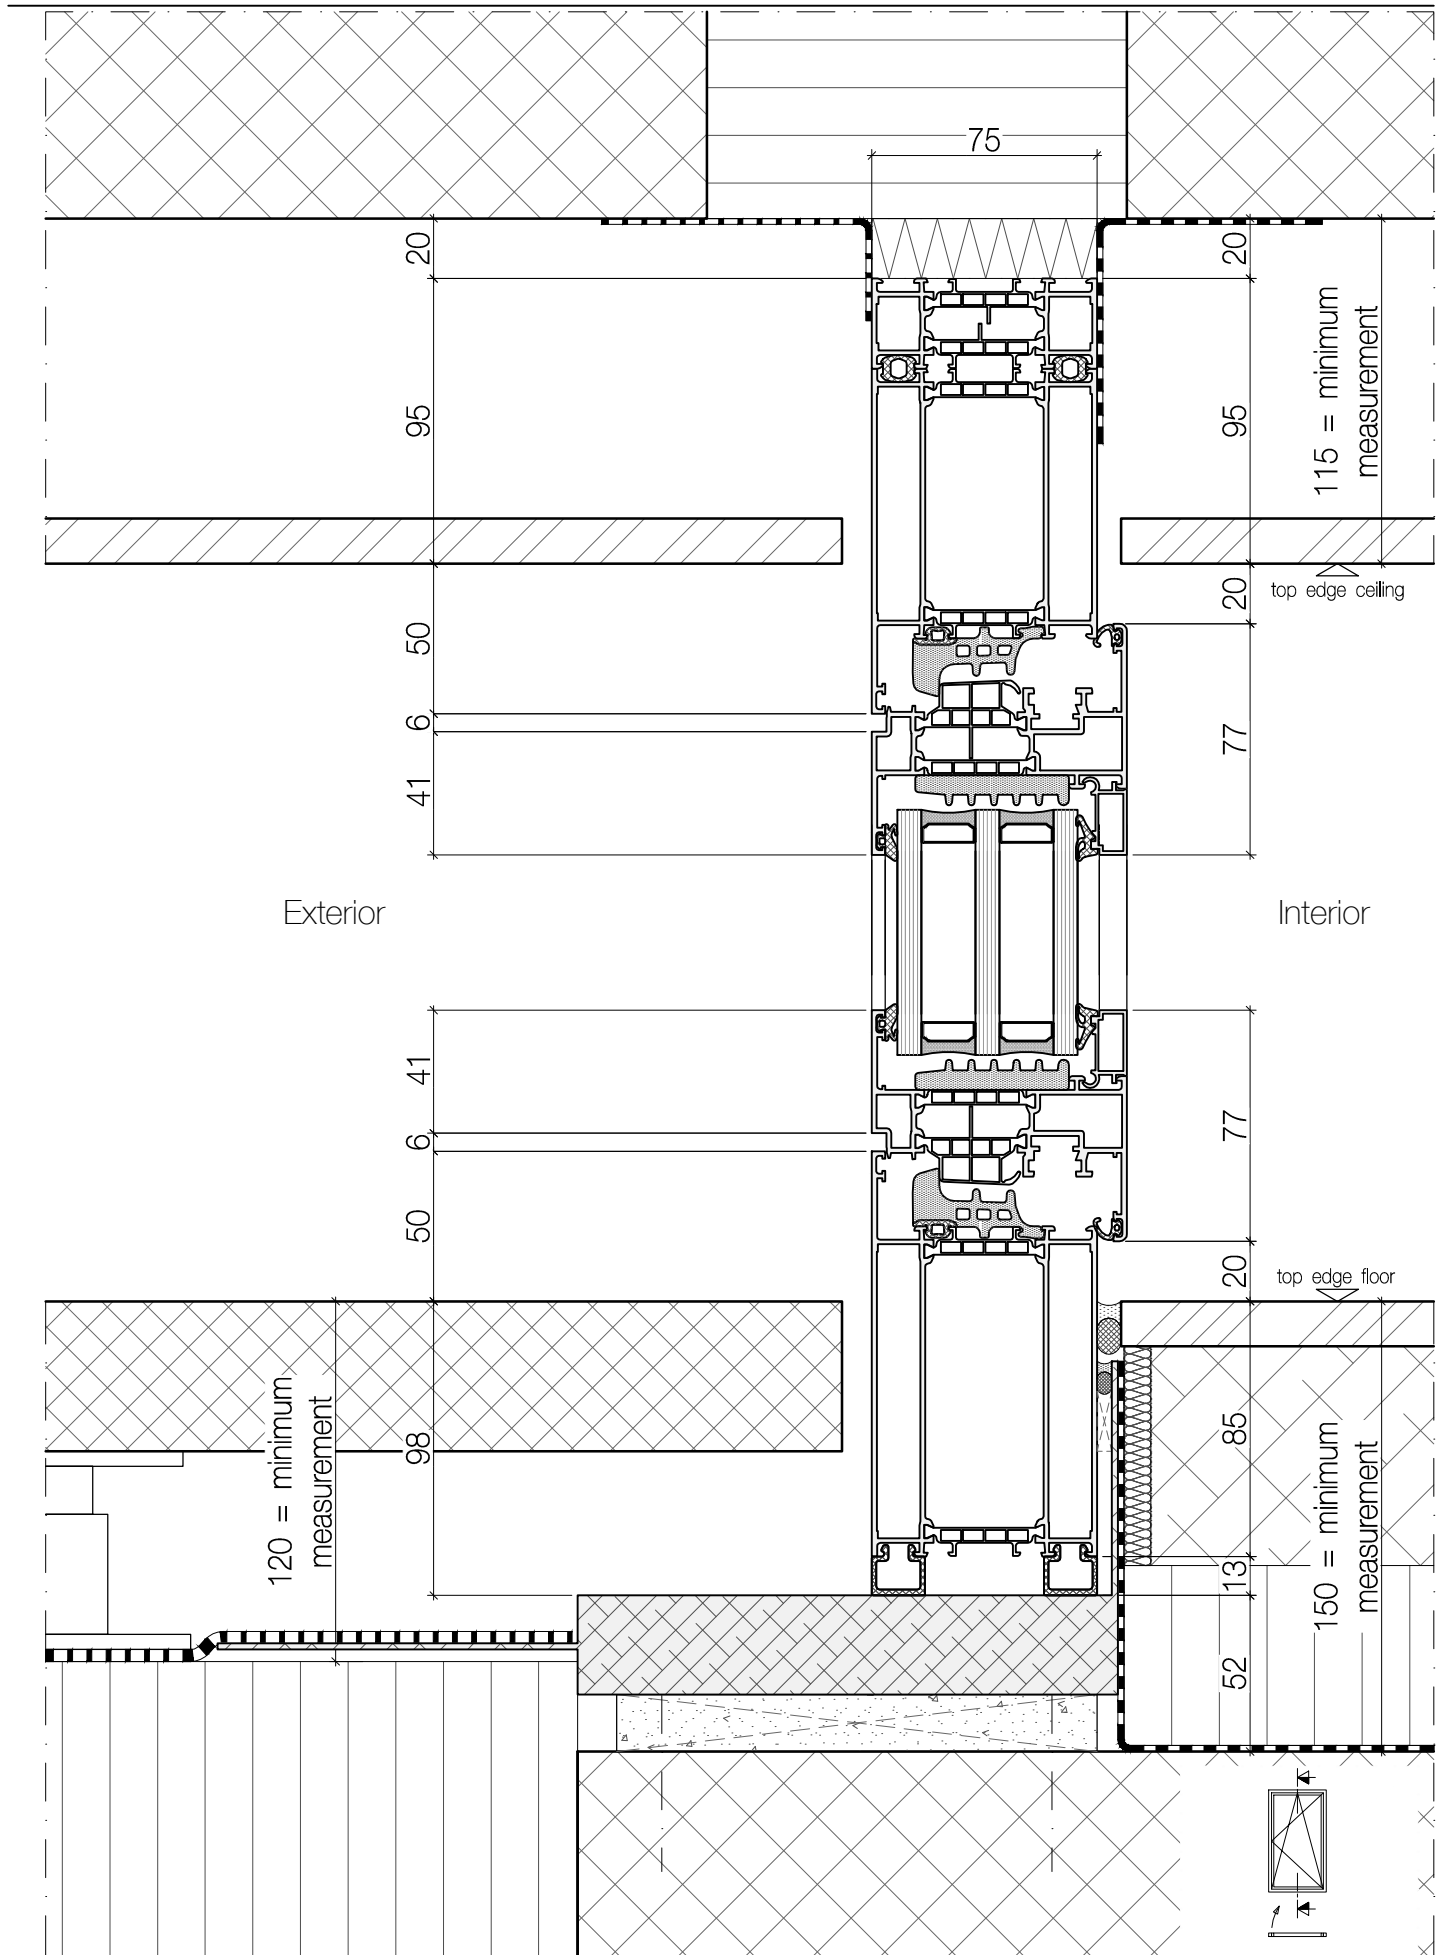 75
20
20
115 = minimum
measurement
95
95
top edge ceiling
20
50
6
77
41
Exterior
Interior
41
6
77
50
20
top edge floor
120 = minimum
measurement
98
85
150 = minimum
measurement
13
52